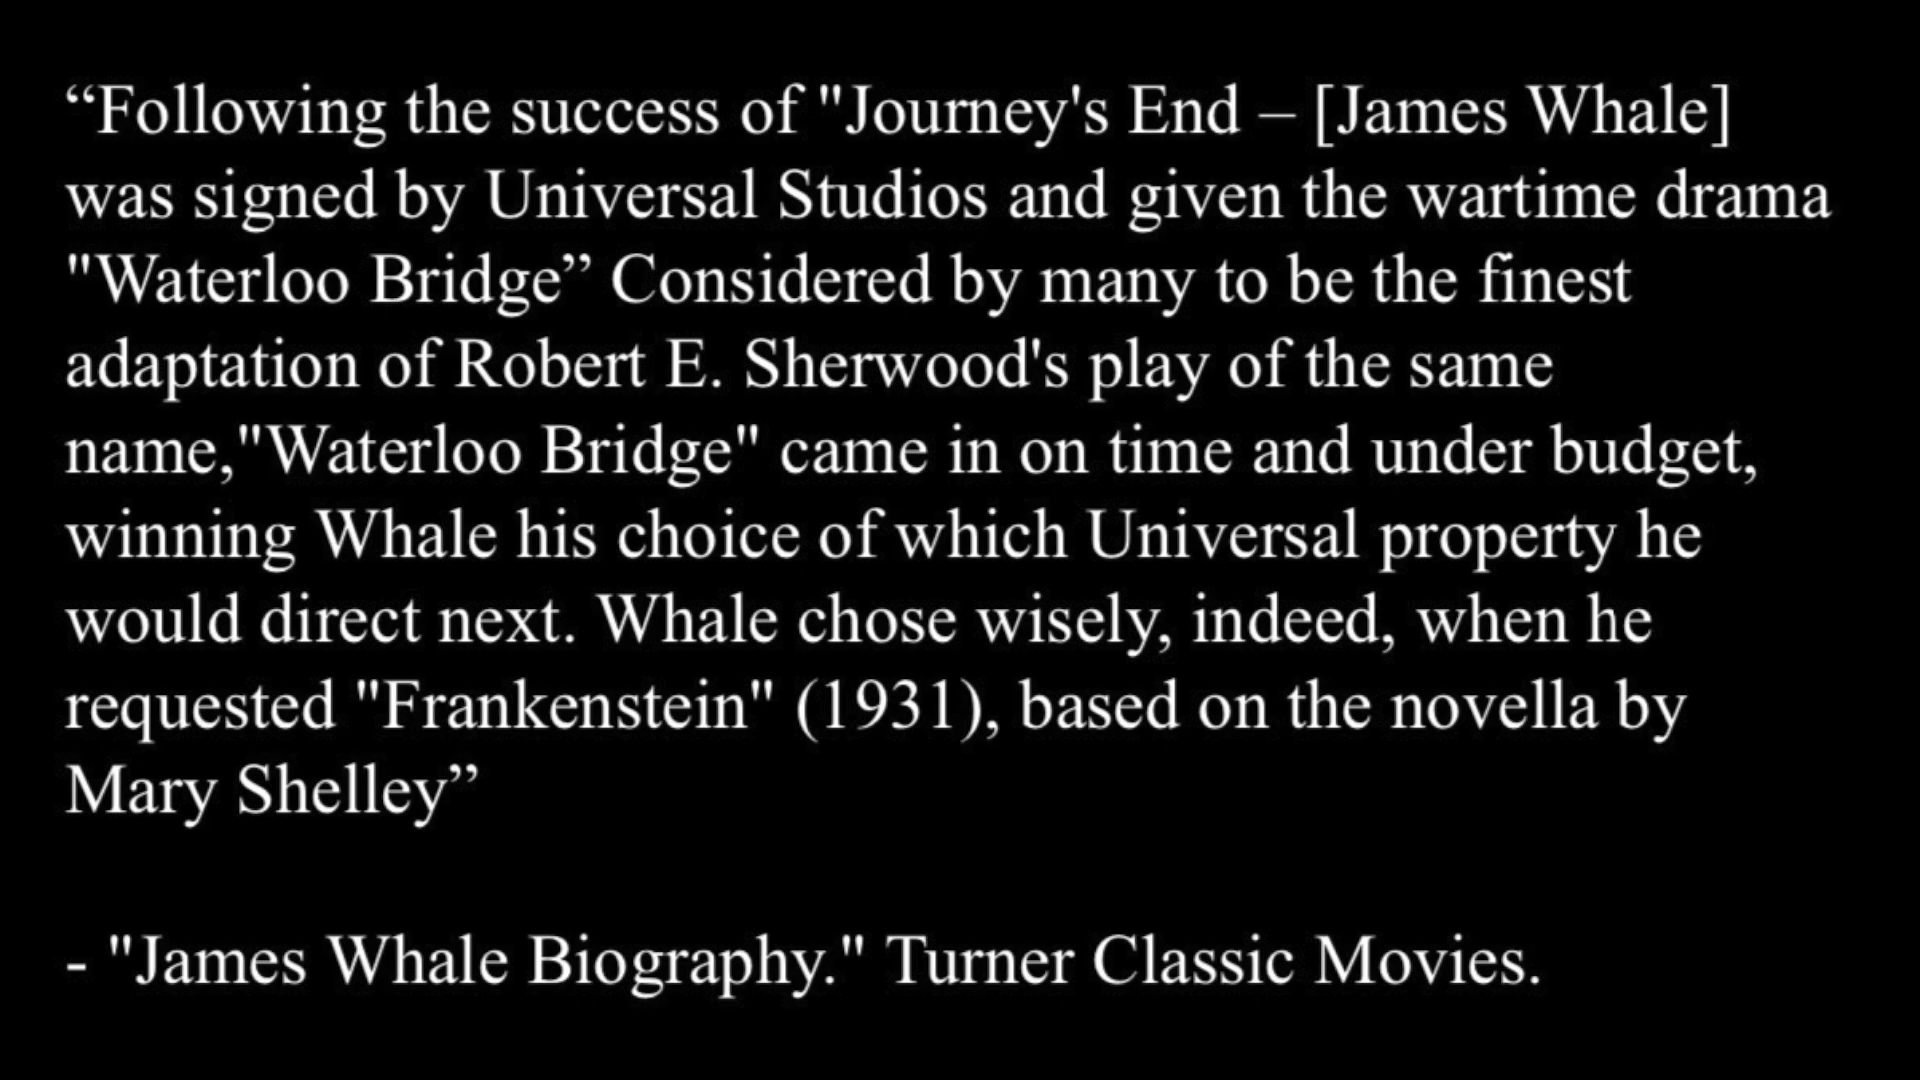 “Following the success of "Journey's End – [James Whale]
was signed by Universal Studios and given the wartime drama
"Waterloo Bridge” Considered by many to be the finest
adaptation of Robert E. Sherwood's play of the same
name,"Waterloo Bridge" came in on time and under budget,
winning Whale his choice of which Universal property he
would direct next. Whale chose wisely, indeed, when he
requested "Frankenstein" (1931), based on the novella by
Mary Shelley”
- "James Whale Biography." Turner Classic Movies.